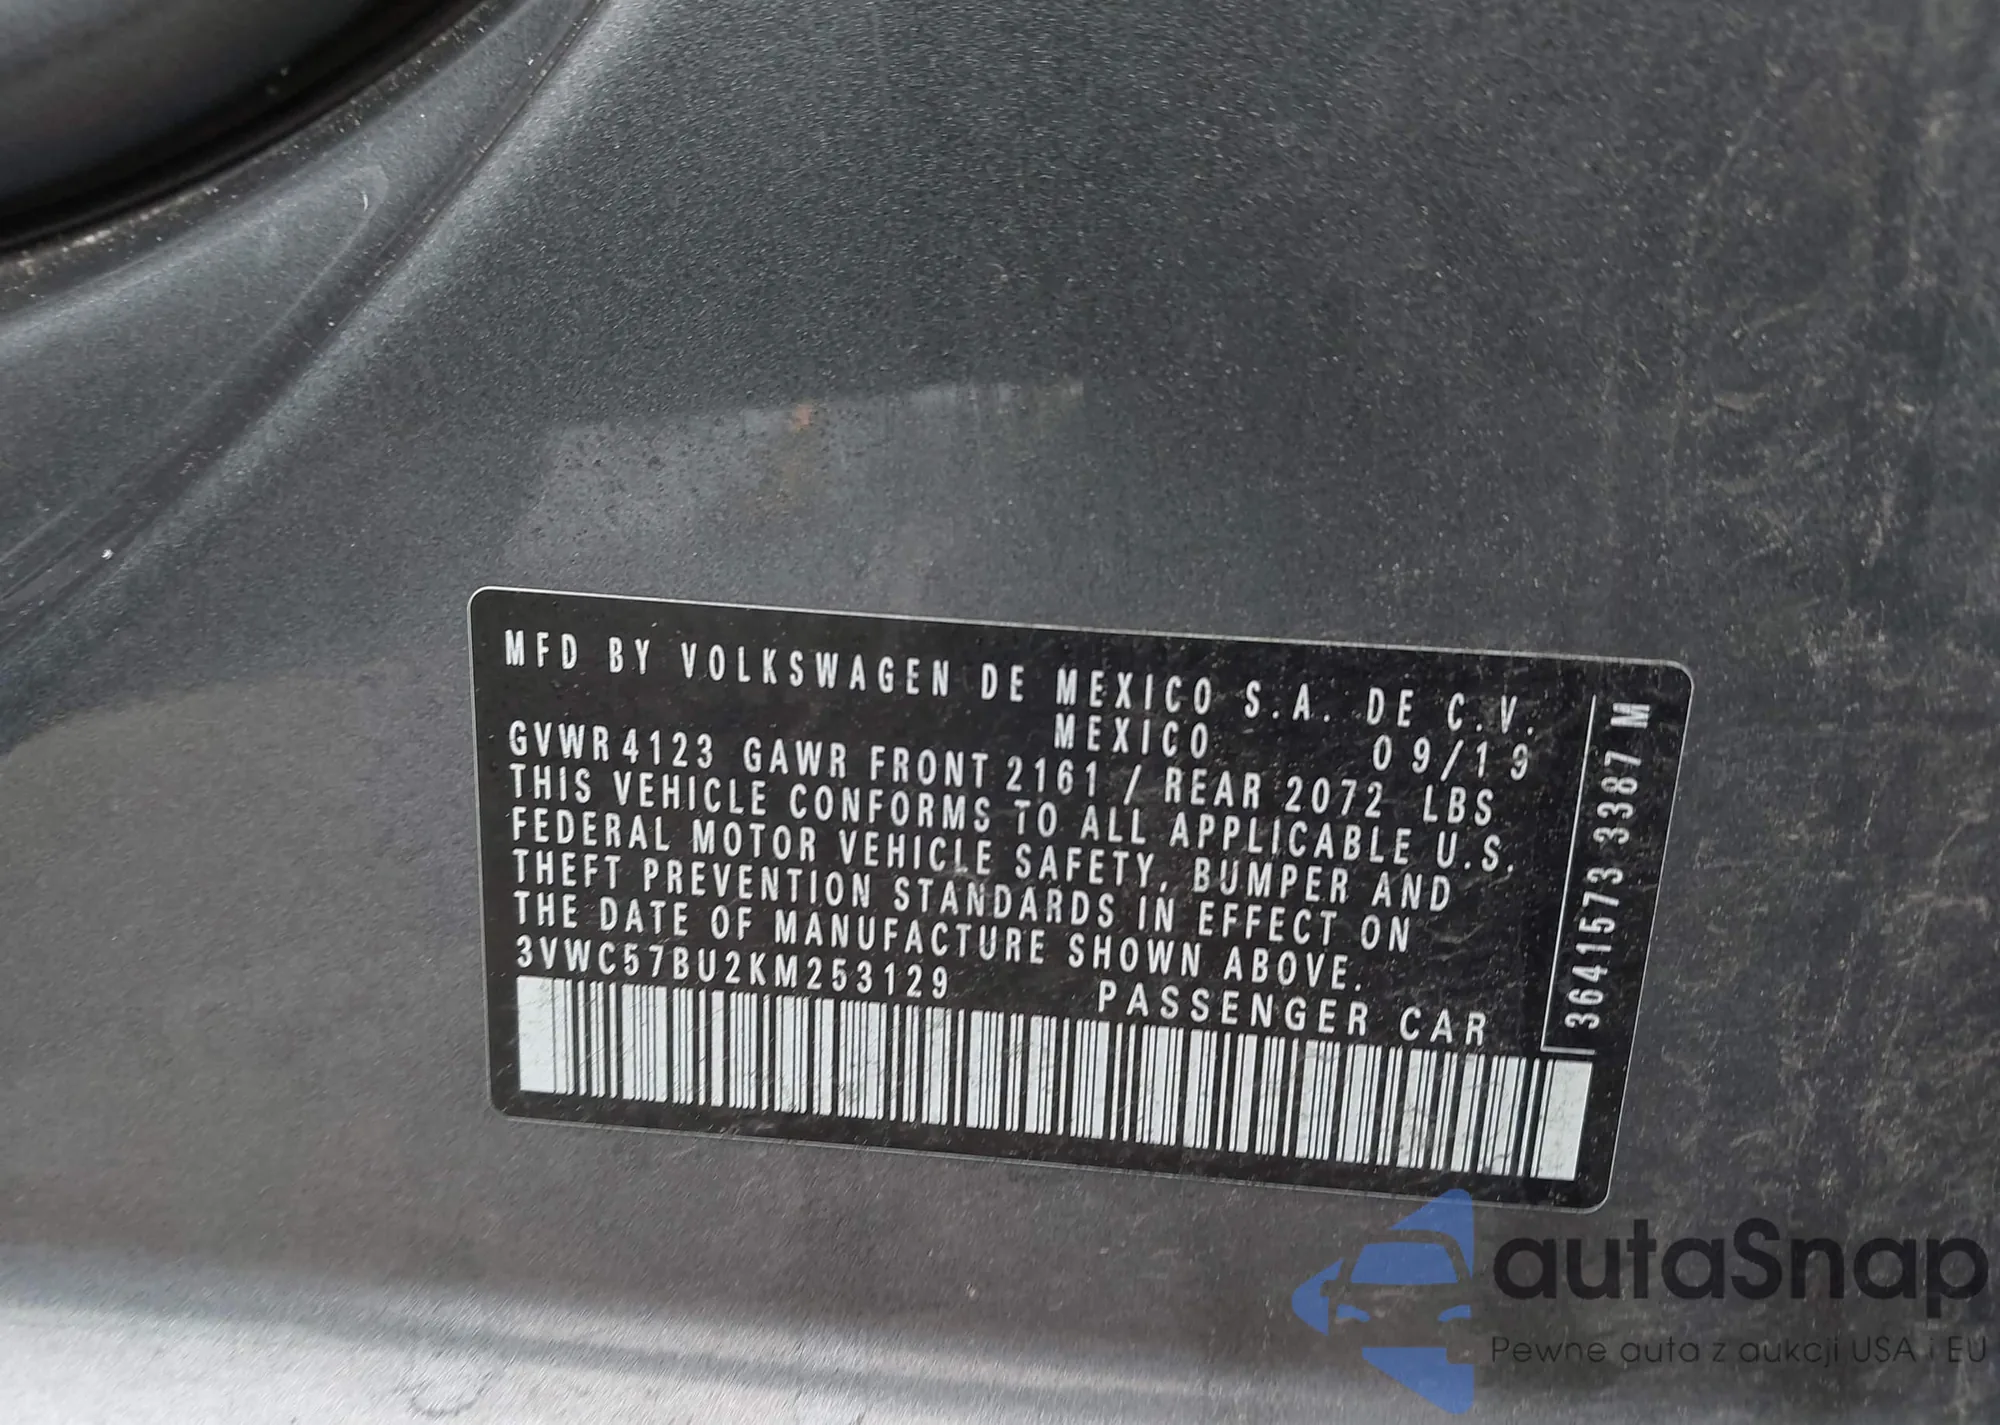 MFD BY VOLKSWAGEN DE MEXICO S.A. DE C.V.
MEXICO 09/19
GVWR 4123 GAWR FRONT 2161 / REAR 2072 LBS
THIS VEHICLE CONFORMS TO ALL APPLICABLE U.S.
FEDERAL MOTOR VEHICLE SAFETY, BUMPER AND
THEFT PREVENTION STANDARDS IN EFFECT ON
THE DATE OF MANUFACTURE SHOWN ABOVE.
3VWC57BU2KM253129
PASSENGER CAR
3641573 3387 M
autaSnap
Pewne auta z aukcji USA i EU